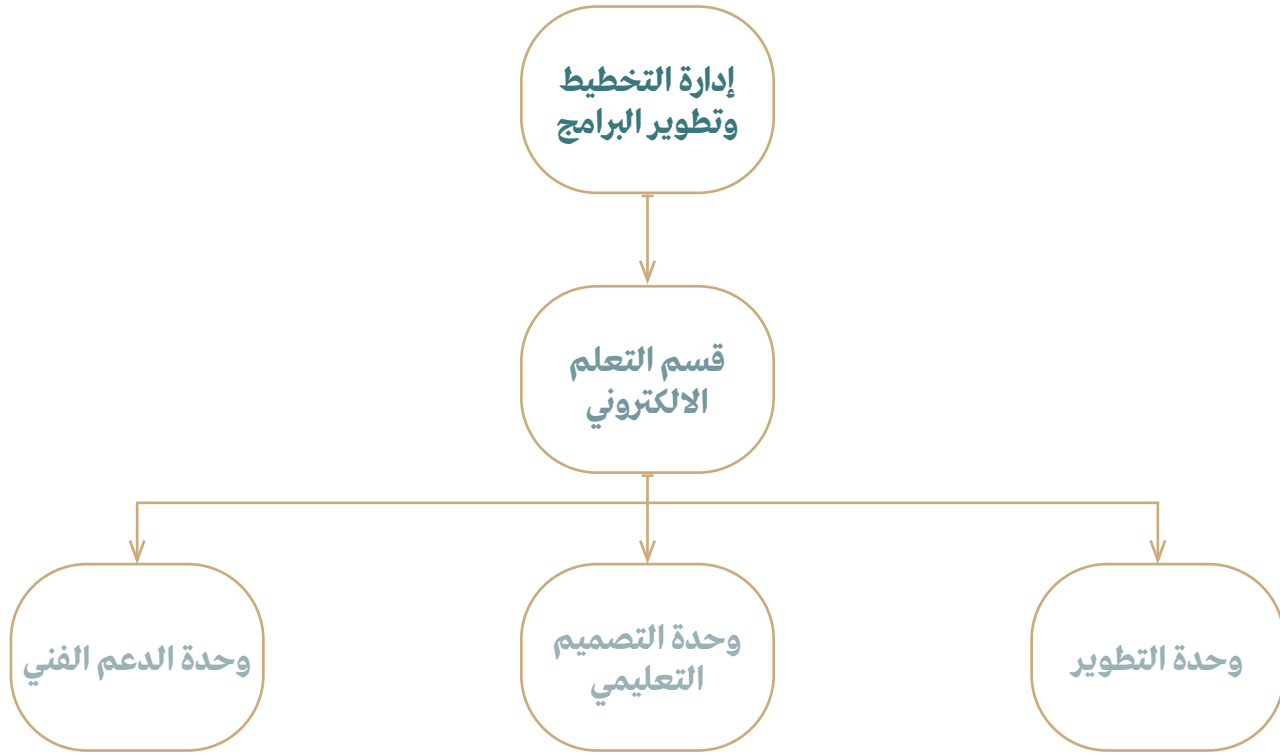 إدارة التخطيط
وتطوير البرامج
قسم التعلم
الالكتروني
وحدة التطوير
وحدة التصميم
التعليمي
وحدة الدعم الفني